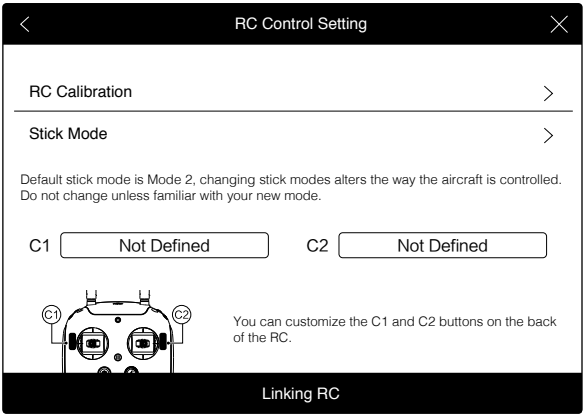 RC Control Setting
RC Calibration
Stick Mode
Default stick mode is Mode 2, changing stick modes alters the way the aircraft is controlled.
Do not change unless familiar with your new mode.
C1 Not Defined C2 Not Defined
C1 C2
You can customize the C1 and C2 buttons on the back
of the RC.
Linking RC